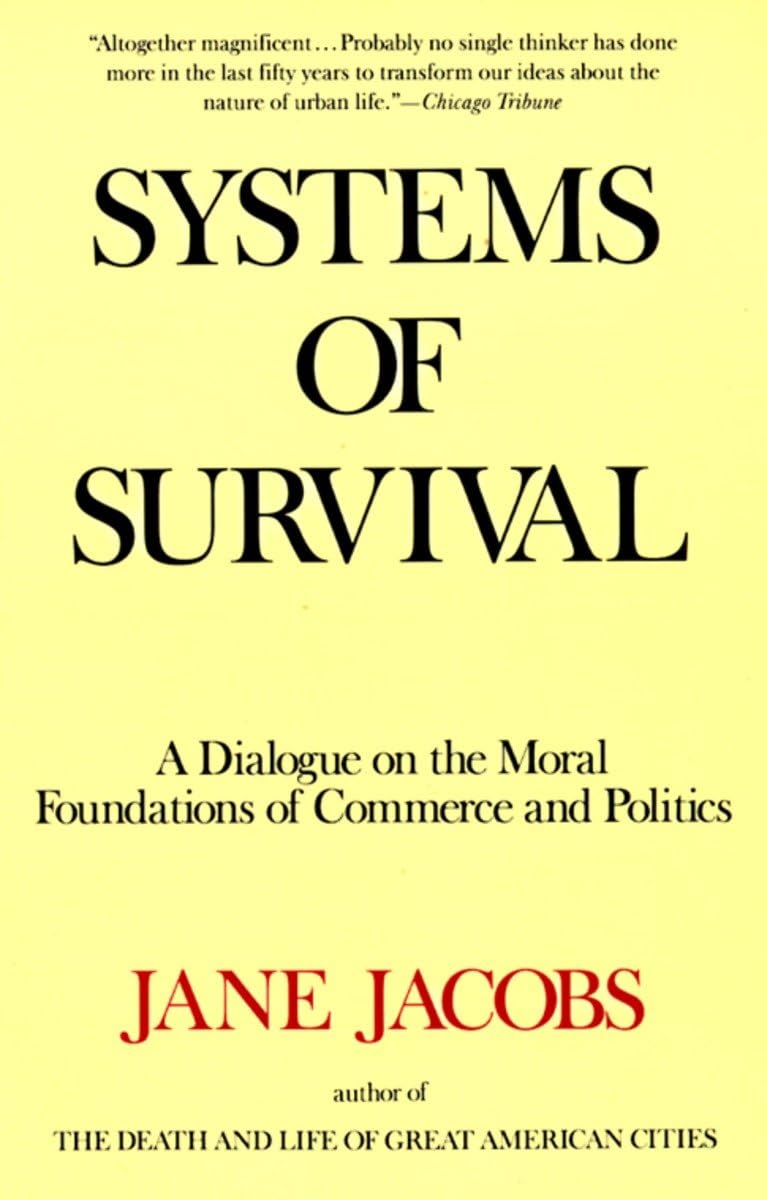 “Altogether magnificent...Probably no single thinker has done
more in the last fifty years to transform our ideas about the
nature of urban life.”—Chicago Tribune
SYSTEMS
OF
SURVIVAL
A Dialogue on the Moral
Foundations of Commerce and Politics
JANE JACOBS
author of
THE DEATH AND LIFE OF GREAT AMERICAN CITIES